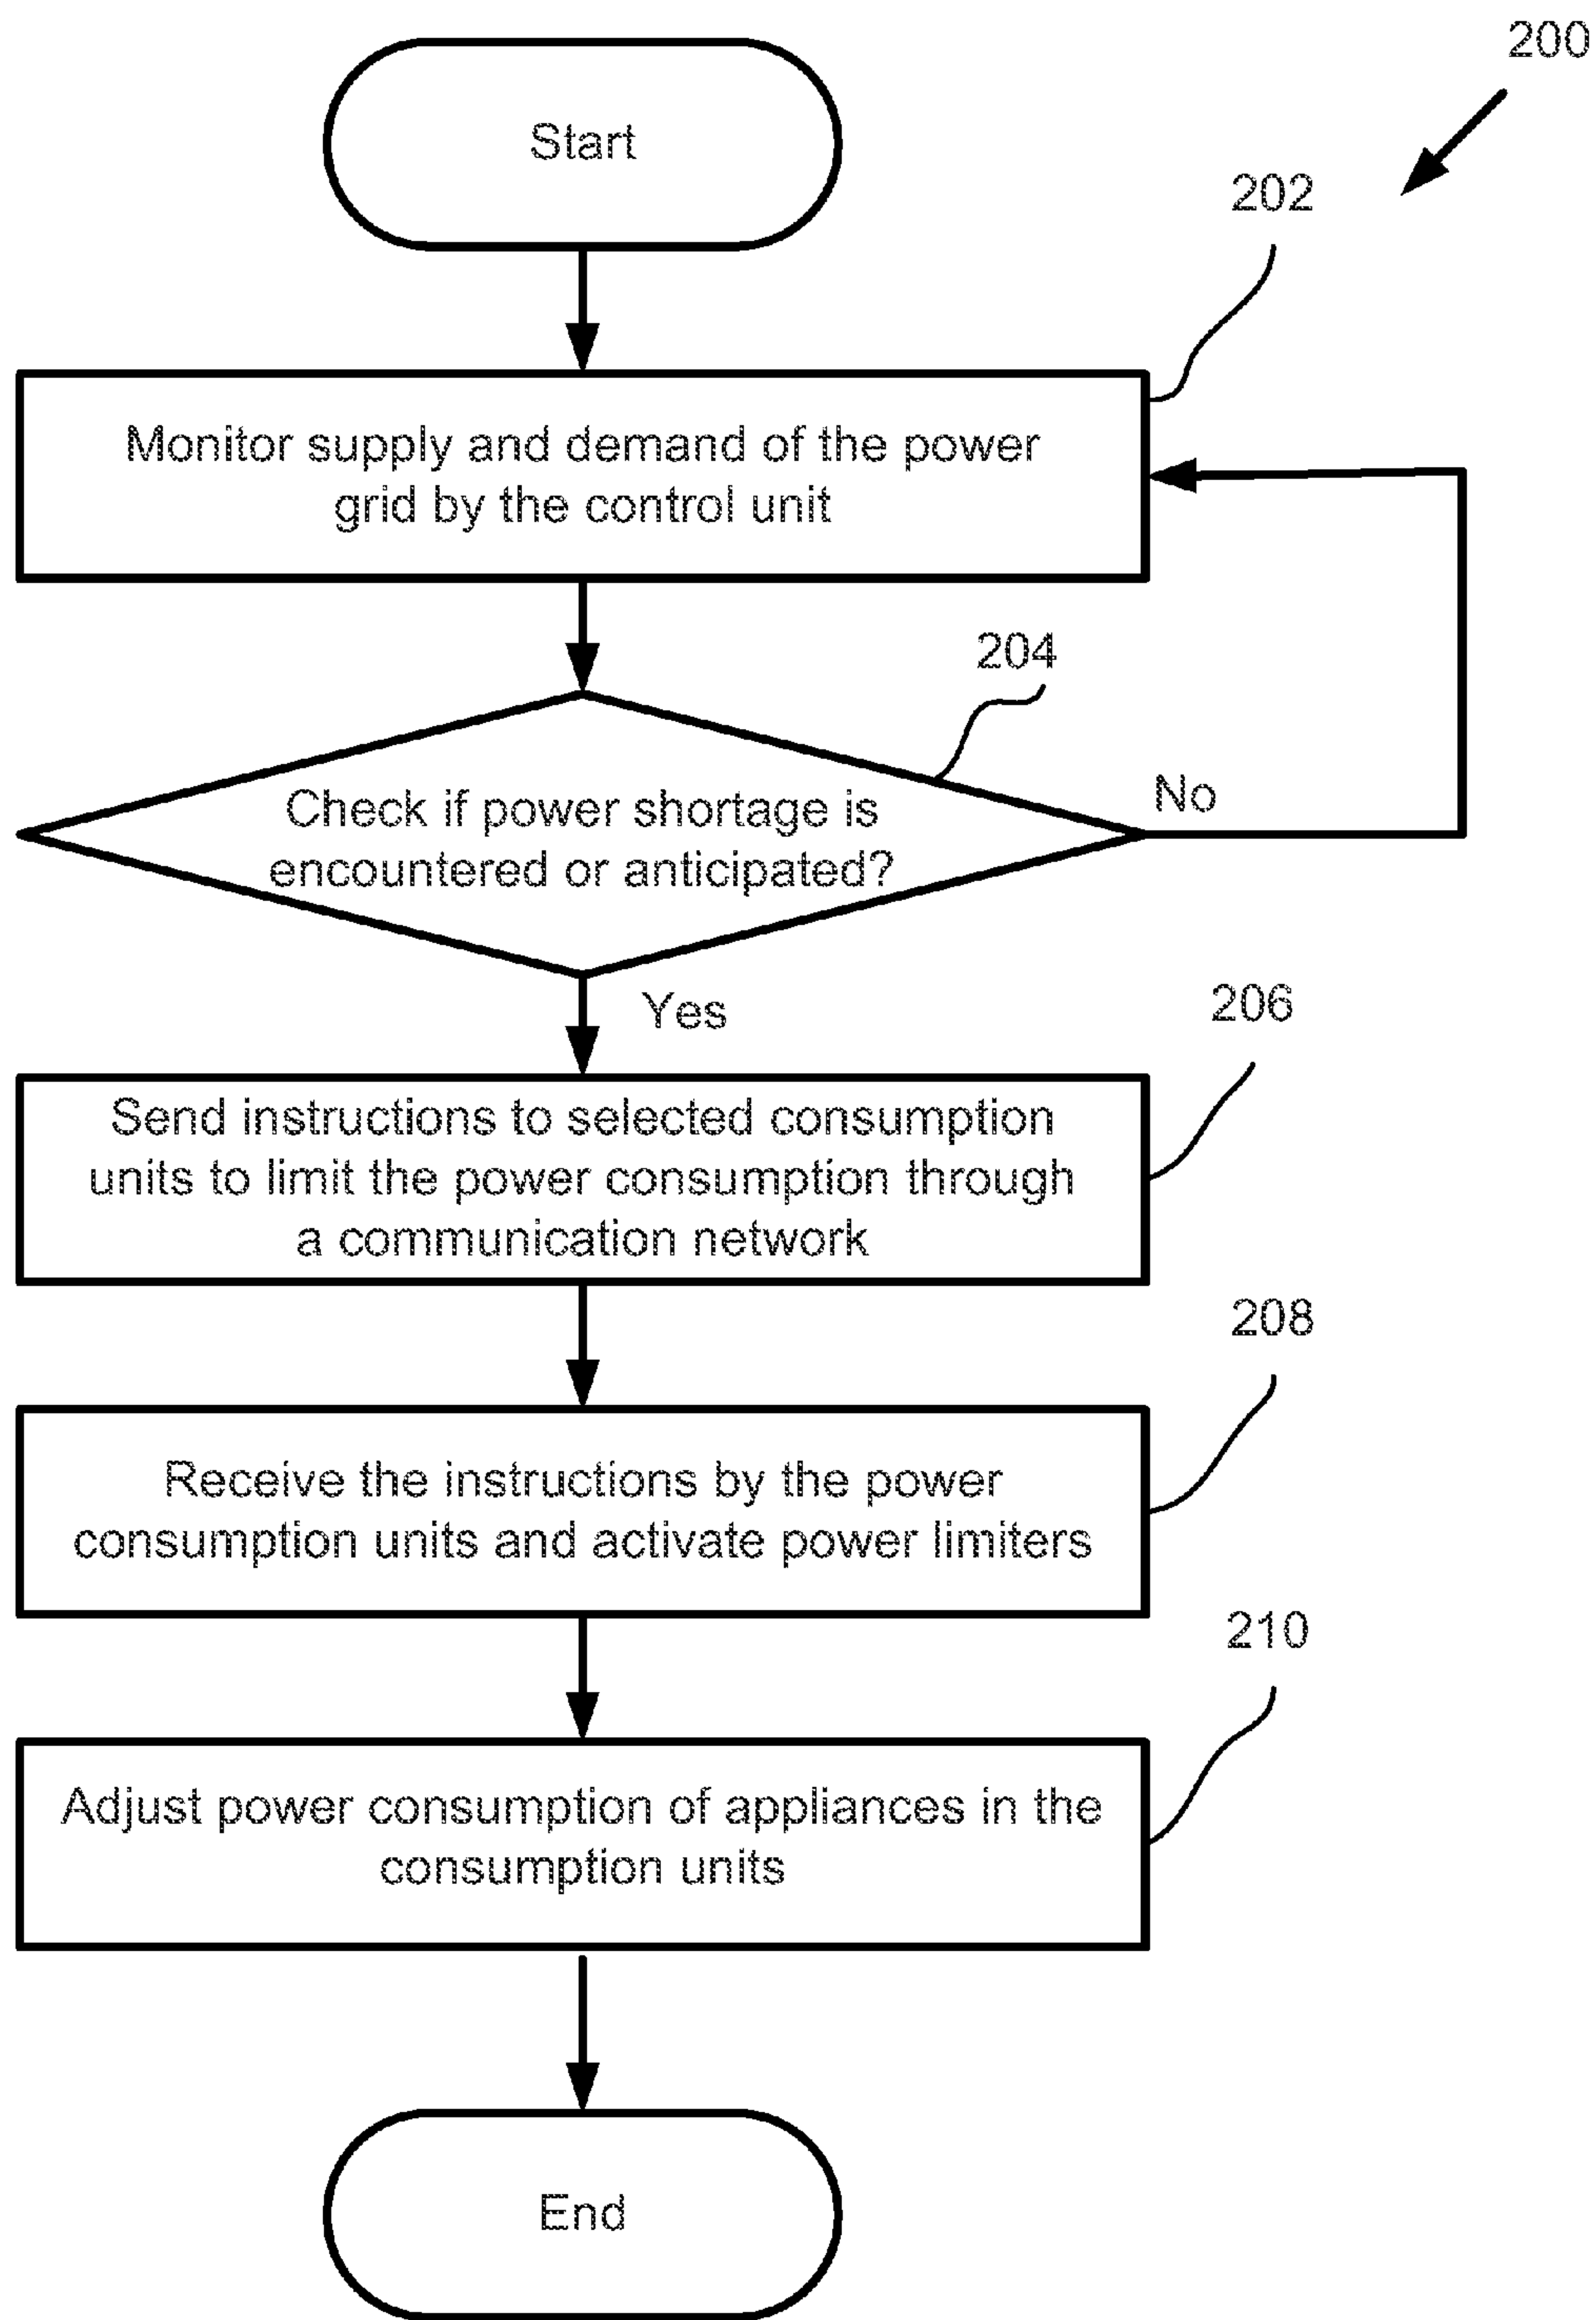 200
Start
202
Monitor supply and demand of the power
grid by the control unit
204
Check if power shortage is
encountered or anticipated?
No
Yes
206
Send instructions to selected consumption
units to limit the power consumption through
a communication network
208
Receive the instructions by the power
consumption units and activate power limiters
210
Adjust power consumption of appliances in the
consumption units
End